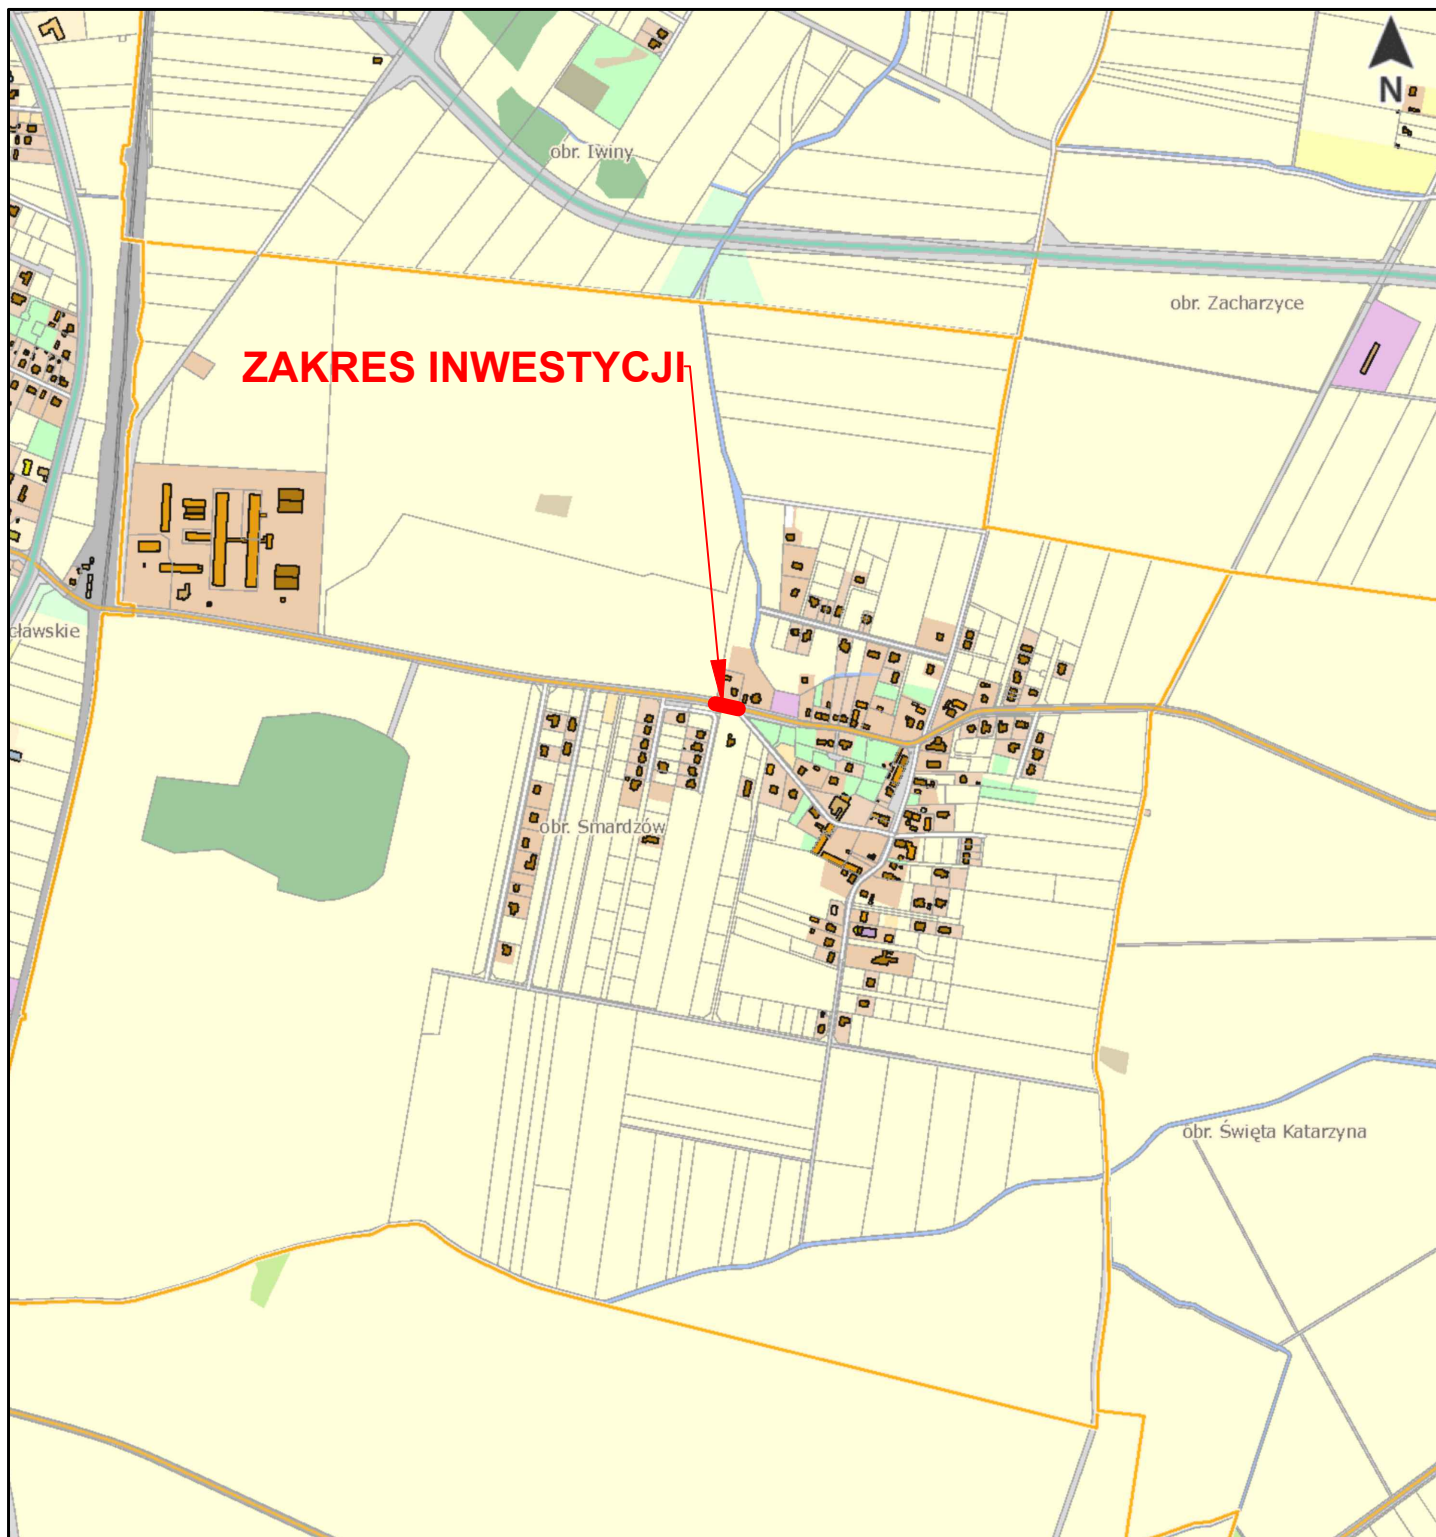 N
obr. Iwiny
obr. Zacharzyce
ZAKRES INWESTYCJI
cławskie
obr. Smardzów
obr. Święta Katarzyna